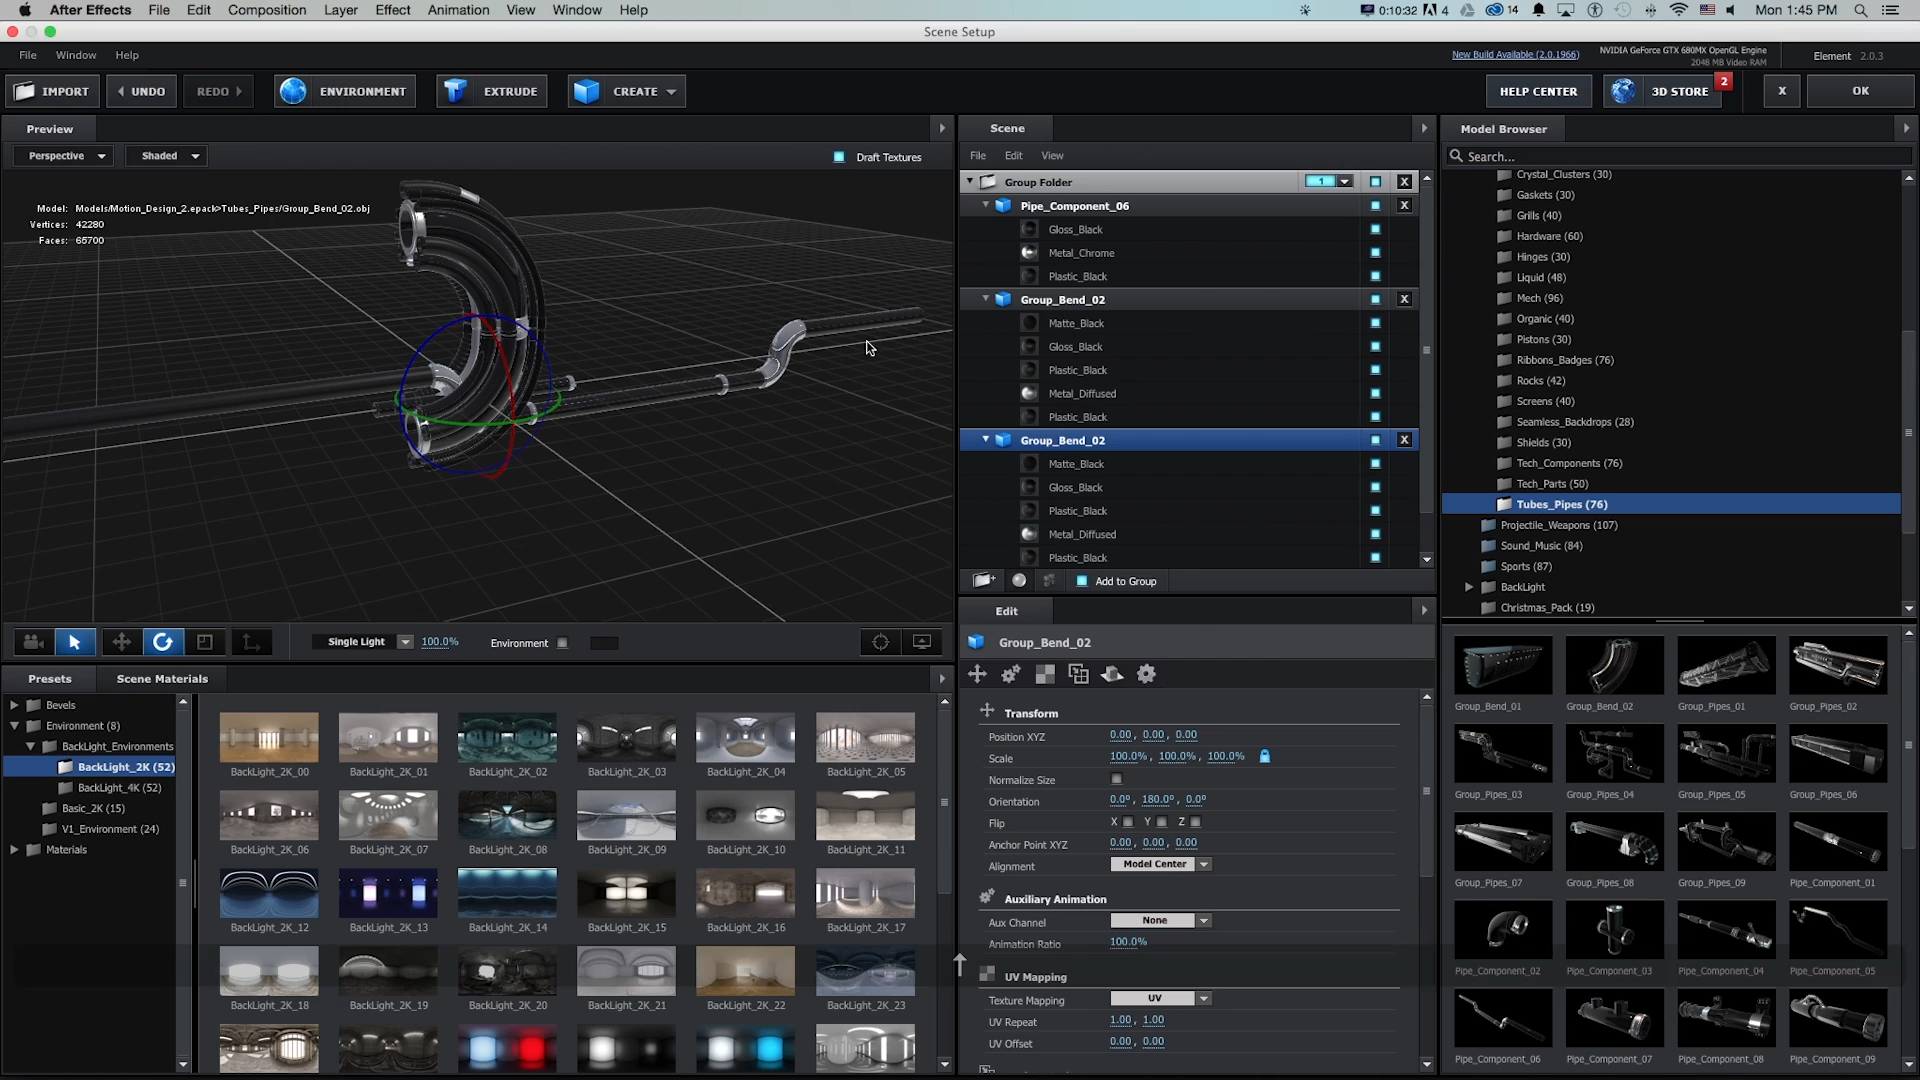 After Effects File Edit Composition Layer Effect Animation View Window Help 0:10:32 4 14 Mon 1:45 PM
Scene Setup
File Window Help New Build Available (2.0.1966) NVIDIA GeForce GTX 680MX OpenGL Engine Element 2.0.3
2048 MB Video RAM
IMPORT UNDO REDO ENVIRONMENT EXTRUDE CREATE HELP CENTER 3D STORE 2 X OK
Preview
Perspective Shaded Draft Textures
Model: Models/Motion_Design_2.epack>Tubes_Pipes/Group_Bend_02.obj
Vertices: 42280
Faces: 65700
Single Light 100.0% Environment
Scene
File Edit View
Group Folder 1 X
Pipe_Component_06 X
Gloss_Black
Metal_Chrome
Plastic_Black
Group_Bend_02 X
Matte_Black
Gloss_Black
Plastic_Black
Metal_Diffused
Plastic_Black
Group_Bend_02 X
Matte_Black
Gloss_Black
Plastic_Black
Metal_Diffused
Plastic_Black
Add to Group
Model Browser
Search...
Crystal_Clusters (30)
Gaskets (30)
Grills (40)
Hardware (60)
Hinges (30)
Liquid (48)
Mech (96)
Organic (40)
Pistons (30)
Ribbons_Badges (76)
Rocks (42)
Screens (40)
Seamless_Backdrops (28)
Shields (30)
Tech_Components (76)
Tech_Parts (50)
Tubes_Pipes (76)
Projectile_Weapons (107)
Sound_Music (84)
Sports (87)
BackLight
Christmas_Pack (19)
Presets Scene Materials
Bevels
Environment (8)
BackLight_Environments
BackLight_2K (52)
BackLight_4K (52)
Basic_2K (15)
V1_Environment (24)
Materials
BackLight_2K_00 BackLight_2K_01 BackLight_2K_02 BackLight_2K_03 BackLight_2K_04 BackLight_2K_05
BackLight_2K_06 BackLight_2K_07 BackLight_2K_08 BackLight_2K_09 BackLight_2K_10 BackLight_2K_11
BackLight_2K_12 BackLight_2K_13 BackLight_2K_14 BackLight_2K_15 BackLight_2K_16 BackLight_2K_17
BackLight_2K_18 BackLight_2K_19 BackLight_2K_20 BackLight_2K_21 BackLight_2K_22 BackLight_2K_23
Edit
Group_Bend_02
Transform
Position XYZ 0.00, 0.00, 0.00
Scale 100.0%, 100.0%, 100.0%
Normalize Size
Orientation 0.0°, 180.0°, 0.0°
Flip X Y Z
Anchor Point XYZ 0.00, 0.00, 0.00
Alignment Model Center
Auxiliary Animation
Aux Channel None
Animation Ratio 100.0%
UV Mapping
Texture Mapping UV
UV Repeat 1.00, 1.00
UV Offset 0.00, 0.00
Group_Bend_01 Group_Bend_02 Group_Pipes_01 Group_Pipes_02
Group_Pipes_03 Group_Pipes_04 Group_Pipes_05 Group_Pipes_06
Group_Pipes_07 Group_Pipes_08 Group_Pipes_09 Pipe_Component_01
Pipe_Component_02 Pipe_Component_03 Pipe_Component_04 Pipe_Component_05
Pipe_Component_06 Pipe_Component_07 Pipe_Component_08 Pipe_Component_09